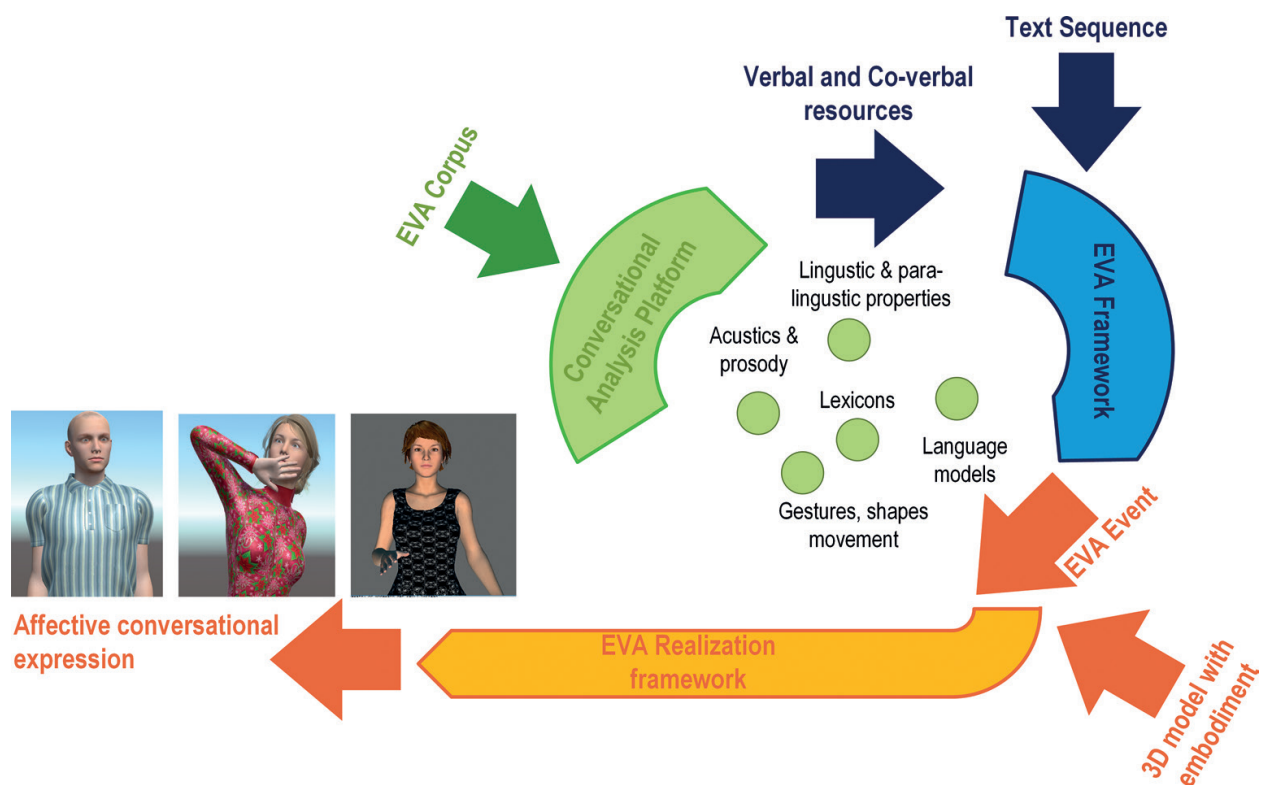 Text Sequence
Verbal and Co-verbal
resources
EVA Corpus
Conversational
Analysis Platform
EVA Framework
Lingustic & para-
lingustic properties
Acustics &
prosody
Lexicons
Language
models
Gestures, shapes
movement
EVA Event
Affective conversational
expression
EVA Realization
framework
3D model with
embodiment